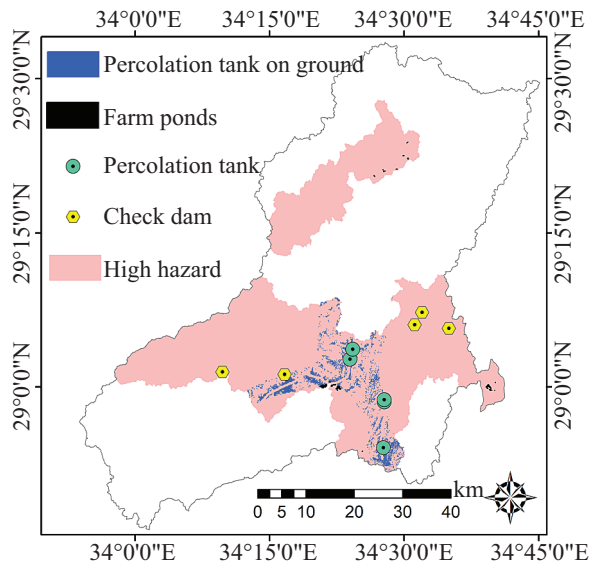 34°0'0"E 34°15'0"E 34°30'0"E 34°45'0"E
29°30'0"N
29°15'0"N
29°0'0"N
Percolation tank on ground
Farm ponds
Percolation tank
Check dam
High hazard
29°30'0"N
29°15'0"N
29°0'0"N
km
0 5 10 20 30 40
34°0'0"E 34°15'0"E 34°30'0"E 34°45'0"E